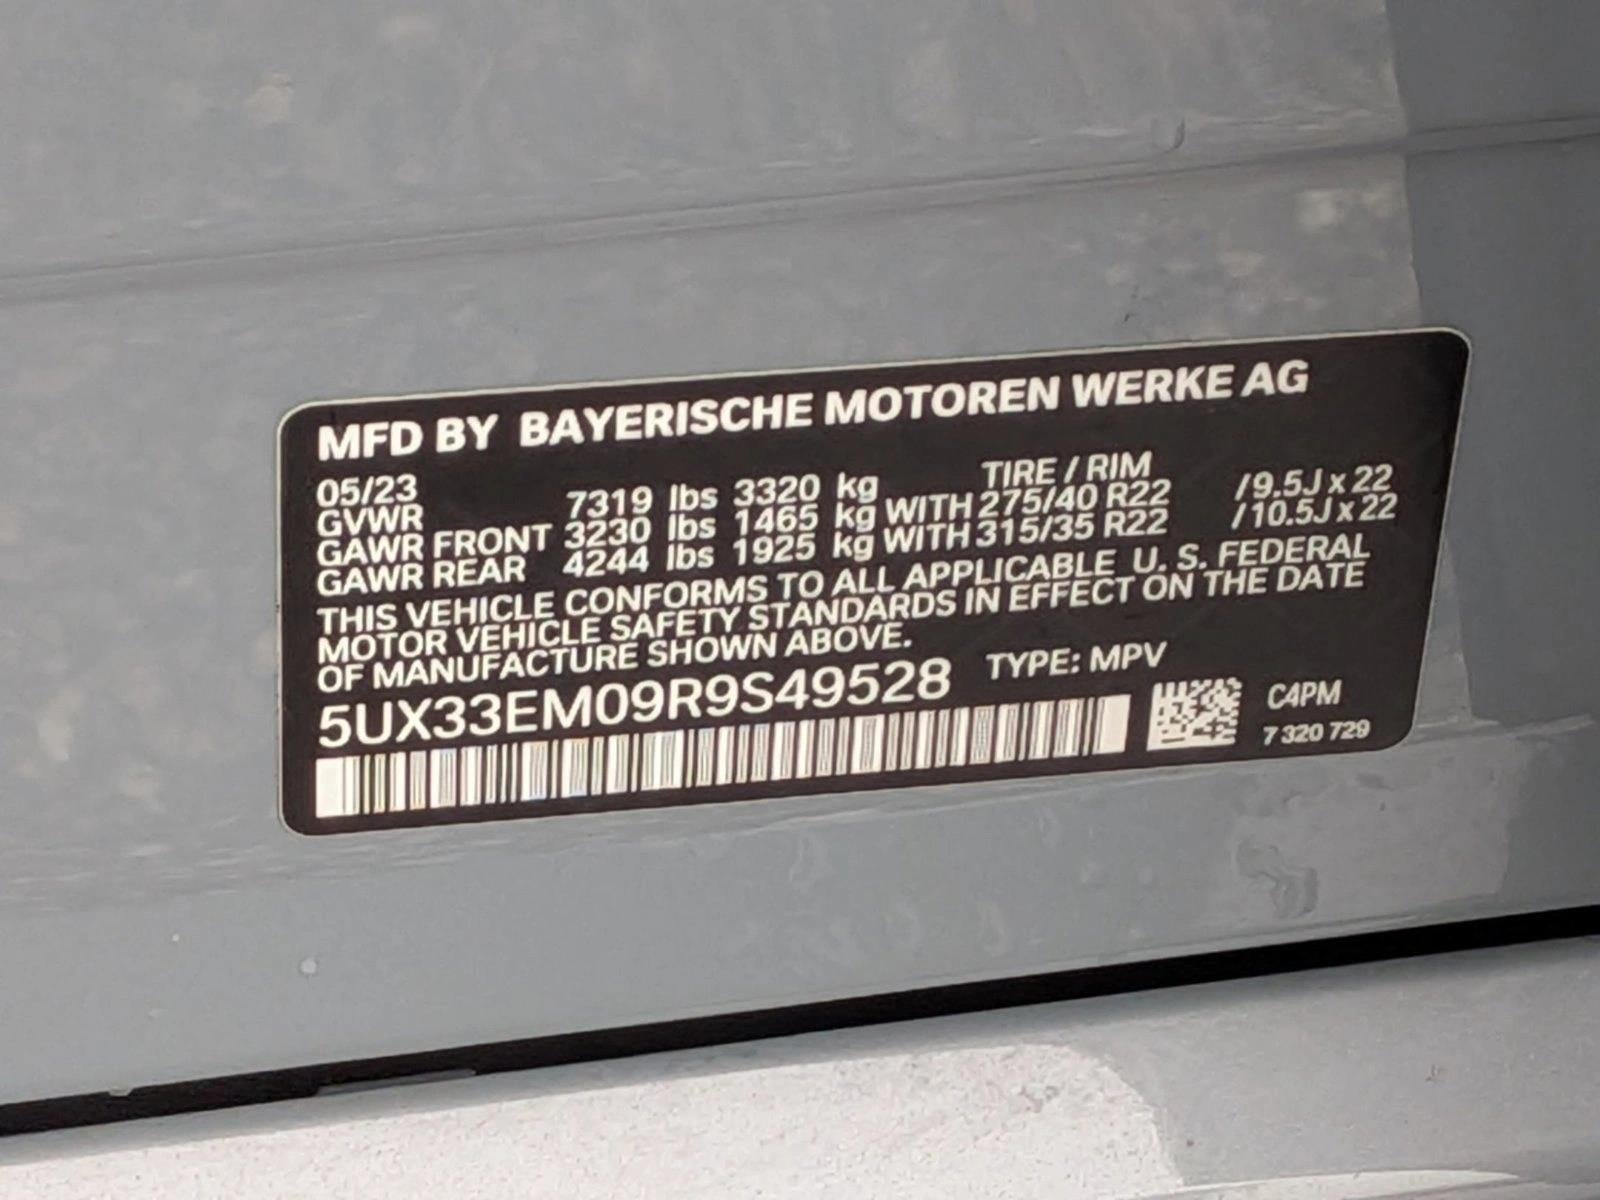 MFD BY BAYERISCHE MOTOREN WERKE AG
05/23 TIRE / RIM
GVWR 7319 lbs 3320 kg
GAWR FRONT 3230 lbs 1465 kg WITH 275/40 R22 /9.5J x 22
GAWR REAR 4244 lbs 1925 kg WITH 315/35 R22 /10.5J x 22
THIS VEHICLE CONFORMS TO ALL APPLICABLE U. S. FEDERAL
MOTOR VEHICLE SAFETY STANDARDS IN EFFECT ON THE DATE
OF MANUFACTURE SHOWN ABOVE.
5UX33EM09R9S49528 TYPE: MPV
C4PM
7 320 729